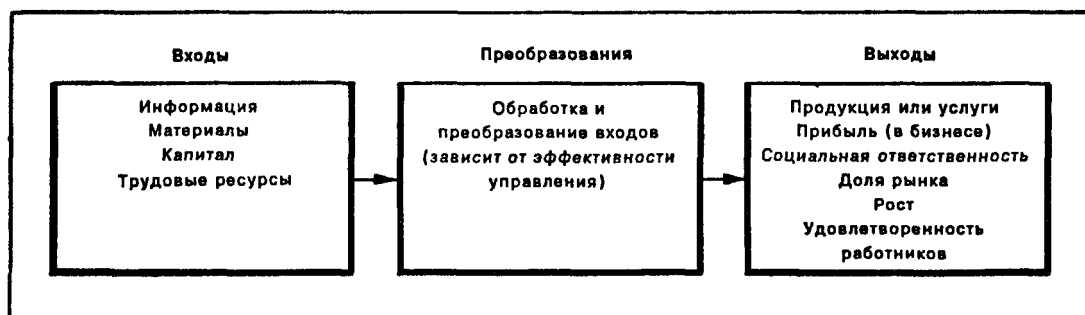 Входы
Информация
Материалы
Капитал
Трудовые ресурсы
Преобразования
Обработка и
преобразование входов
(зависит от эффективности
управления)
Выходы
Продукция или услуги
Прибыль (в бизнесе)
Социальная ответственность
Доля рынка
Рост
Удовлетворенность
работников